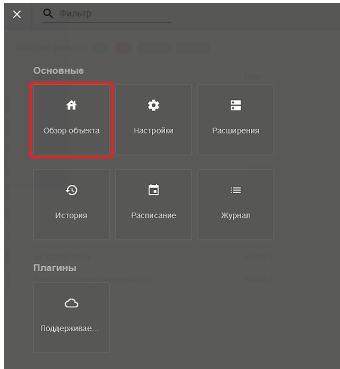 Фильтр
Основные
Обзор объекта
Настройки
Расширения
История
Расписание
Журнал
Плагины
Поддерживае...